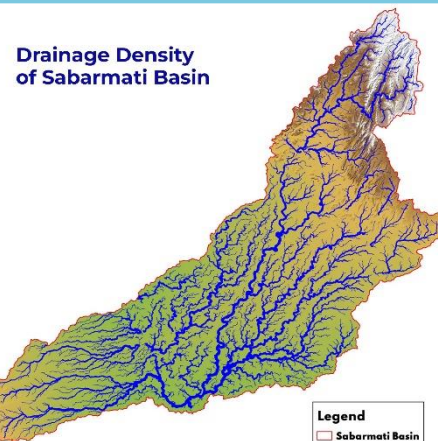 Drainage Density
of Sabarmati Basin
Legend
Sabarmati Basin